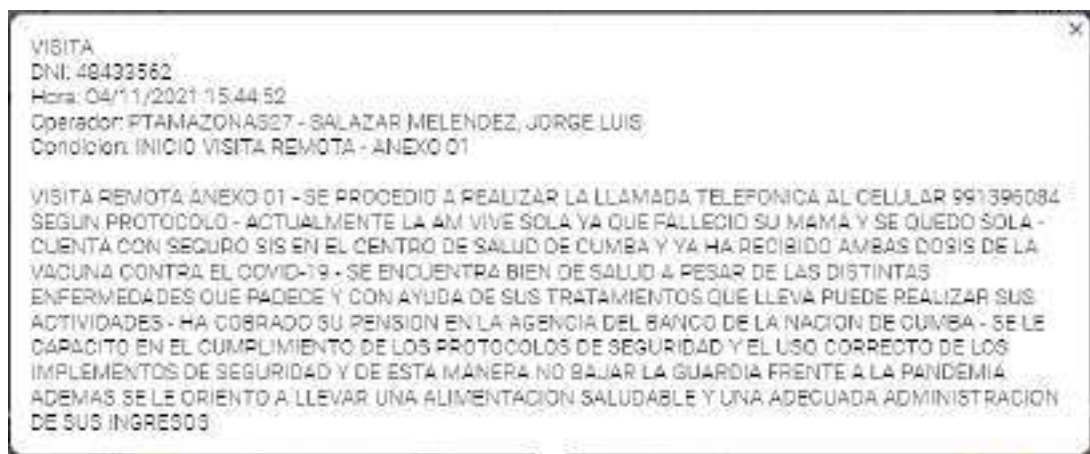 VISITA
DNI: 48433562
Hora: 04/11/2021 15:44:52
Operador: PTAMAZONAS27 - SALAZAR MELENDEZ, JORGE LUIS
Condicion: INICIO VISITA REMOTA - ANEXO 01
VISITA REMOTA ANEXO 01 - SE PROCEDIO A REALIZAR LA LLAMADA TELEFONICA AL CELULAR 991396084
SEGUN PROTOCOLO - ACTUALMENTE LA AM VIVE SOLA YA QUE FALLECIO SU MAMA Y SE QUEDO SOLA -
CUENTA CON SEGURO SIS EN EL CENTRO DE SALUD DE CUMBA Y YA HA RECIBIDO AMBAS DOSIS DE LA
VACUNA CONTRA EL COVID-19 - SE ENCUENTRA BIEN DE SALUD A PESAR DE LAS DISTINTAS
ENFERMEDADES QUE PADECE Y CON AYUDA DE SUS TRATAMIENTOS QUE LLEVA PUEDE REALIZAR SUS
ACTIVIDADES - HA COBRADO SU PENSION EN LA AGENCIA DEL BANCO DE LA NACION DE CUMBA - SE LE
CAPACITO EN EL CUMPLIMIENTO DE LOS PROTOCOLOS DE SEGURIDAD Y EL USO CORRECTO DE LOS
IMPLEMENTOS DE SEGURIDAD Y DE ESTA MANERA NO BAJAR LA GUARDIA FRENTE A LA PANDEMIA
ADEMAS SE LE ORIENTO A LLEVAR UNA ALIMENTACION SALUDABLE Y UNA ADECUADA ADMINISTRACION
DE SUS INGRESOS